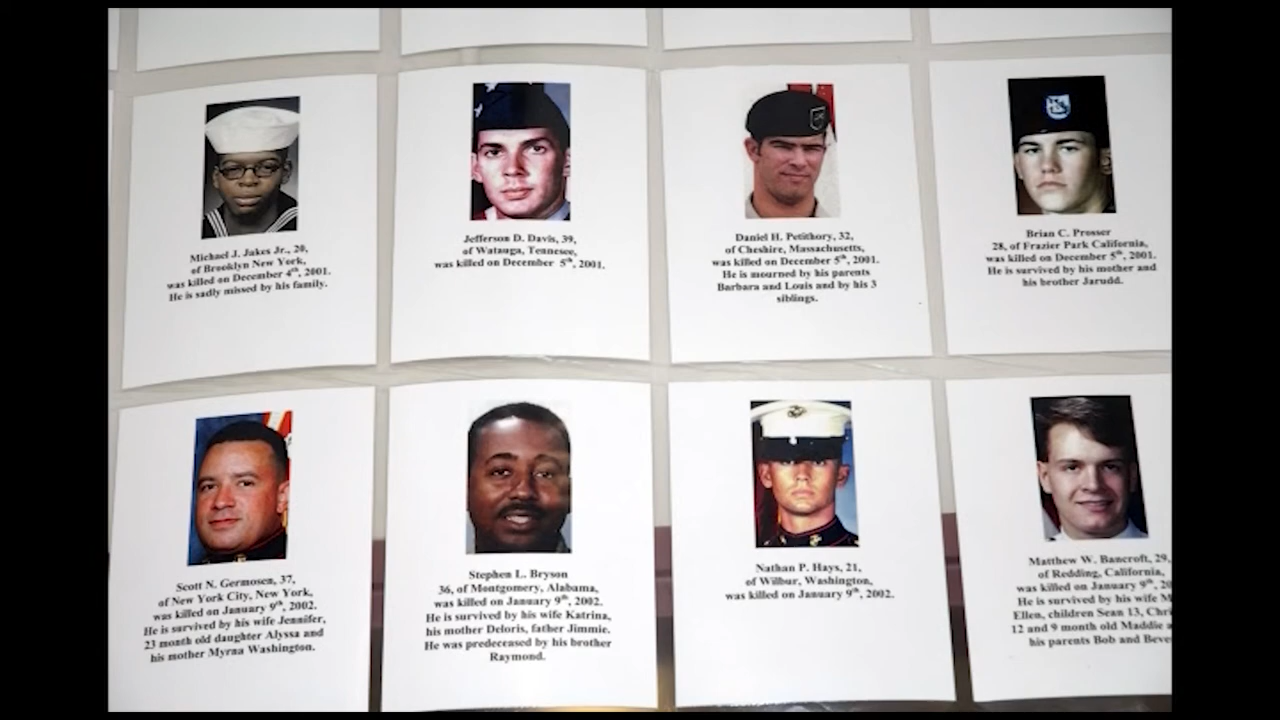 Michael J. Jakes Jr., 20,
of Brooklyn New York,
was killed on December 4th, 2001.
He is sadly missed by his family.
Jefferson D. Davis, 39,
of Watauga, Tennesee,
was killed on December 5th, 2001.
Daniel H. Petithory, 32,
of Cheshire, Massachusetts,
was killed on December 5th, 2001.
He is mourned by his parents
Barbara and Louis and by his 3
siblings.
Brian C. Prosser
28, of Frazier Park California,
was killed on December 5th, 2001.
He is survived by his mother and
his brother Jarudd.
Scott N. Germosen, 37,
of New York City, New York,
was killed on January 9th, 2002.
He is survived by his wife Jennifer,
23 month old daughter Alyssa and
his mother Myrna Washington.
Stephen L. Bryson
36, of Montgomery, Alabama,
was killed on January 9th, 2002.
He is survived by his wife Katrina,
his mother Deloris, father Jimmie.
He was predeceased by his brother
Raymond.
Nathan P. Hays, 21,
of Wilbur, Washington,
was killed on January 9th, 2002.
Matthew W. Bancroft, 29,
of Redding, California,
was killed on January 9th, 20
He is survived by his wife M
Ellen, children Sean 13, Chri
12 and 9 month old Maddie a
his parents Bob and Beve